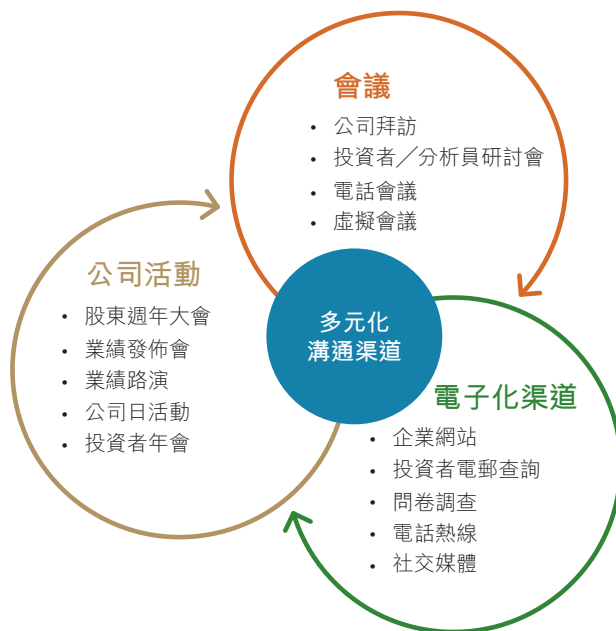 會議
• 公司拜訪
• 投資者╱分析員研討會
• 電話會議
• 虛擬會議
公司活動
• 股東週年大會
• 業績發佈會
• 業績路演
• 公司日活動
• 投資者年會
多元化
溝通渠道
電子化渠道
• 企業網站
• 投資者電郵查詢
• 問卷調查
• 電話熱線
• 社交媒體